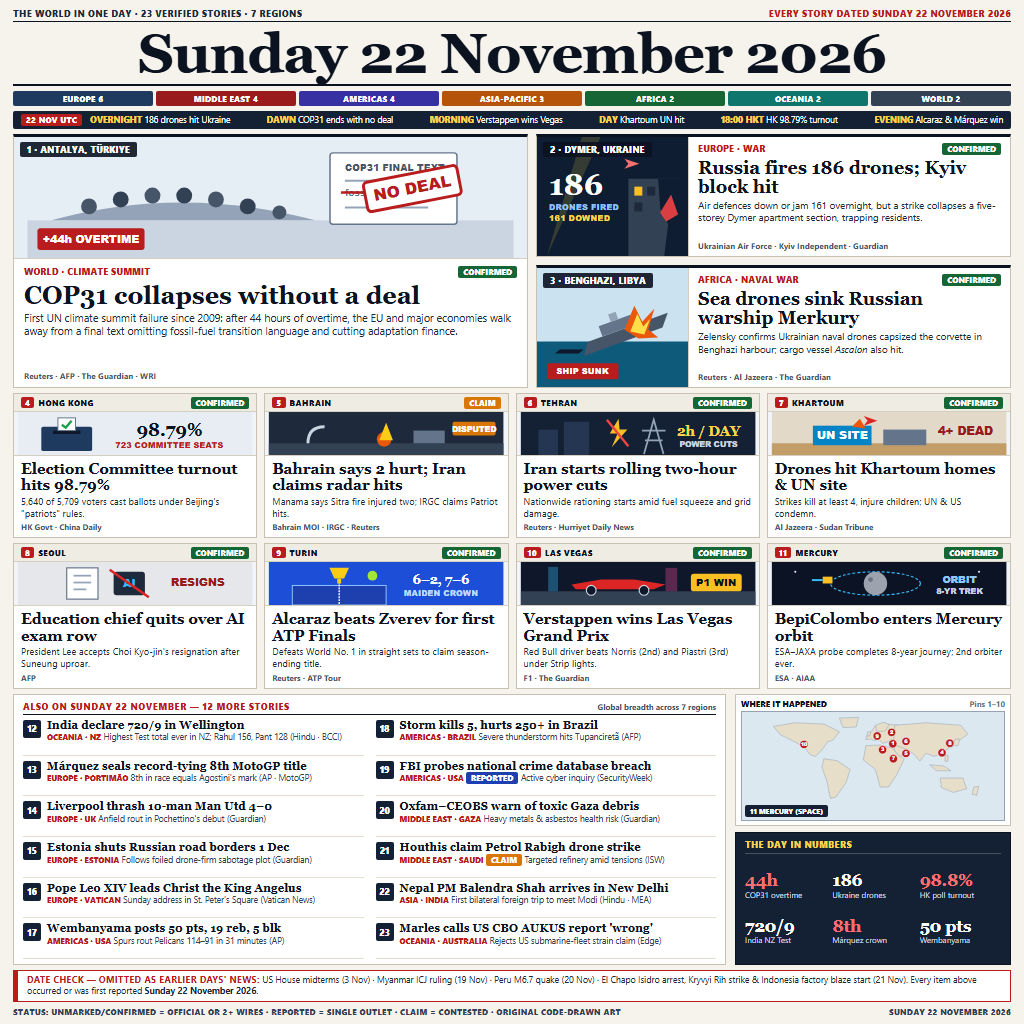 THE WORLD IN ONE DAY · 23 VERIFIED STORIES · 7 REGIONS
EVERY STORY DATED SUNDAY 22 NOVEMBER 2026
Sunday 22 November 2026
EUROPE 6
MIDDLE EAST 4
AMERICAS 4
ASIA-PACIFIC 3
AFRICA 2
OCEANIA 2
WORLD 2
22 NOV UTC
OVERNIGHT 186 drones hit Ukraine
DAWN COP31 ends with no deal
MORNING Verstappen wins Vegas
DAY Khartoum UN hit
18:00 HKT HK 98.79% turnout
EVENING Alcaraz & Márquez win
1 · ANTALYA, TÜRKIYE
COP31 FINAL TEXT
NO DEAL
+44h OVERTIME
WORLD · CLIMATE SUMMIT
CONFIRMED
COP31 collapses without a deal
First UN climate summit failure since 2009: after 44 hours of overtime, the EU and major economies walk
away from a final text omitting fossil-fuel transition language and cutting adaptation finance.
Reuters · AFP · The Guardian · WRI
2 · DYMER, UKRAINE
186
DRONES FIRED
161 DOWNED
EUROPE · WAR
CONFIRMED
Russia fires 186 drones; Kyiv
block hit
Air defences down or jam 161 overnight, but a strike collapses a five-
storey Dymer apartment section, trapping residents.
Ukrainian Air Force · Kyiv Independent · Guardian
3 · BENGHAZI, LIBYA
SHIP SUNK
AFRICA · NAVAL WAR
CONFIRMED
Sea drones sink Russian
warship Merkury
Zelensky confirms Ukrainian naval drones capsized the corvette in
Benghazi harbour; cargo vessel Ascalon also hit.
Reuters · Al Jazeera · The Guardian
4 HONG KONG
CONFIRMED
98.79%
723 COMMITTEE SEATS
Election Committee turnout
hits 98.79%
5,640 of 5,709 voters cast ballots under Beijing's
"patriots" rules.
HK Govt · China Daily
5 BAHRAIN
CLAIM
DISPUTED
Bahrain says 2 hurt; Iran
claims radar hits
Manama says Sitra fire injured two; IRGC claims Patriot
hits.
Bahrain MOI · IRGC · Reuters
6 TEHRAN
CONFIRMED
2h / DAY
POWER CUTS
Iran starts rolling two-hour
power cuts
Nationwide rationing starts amid fuel squeeze and grid
damage.
Reuters · Hurriyet Daily News
7 KHARTOUM
CONFIRMED
UN SITE
4+ DEAD
Drones hit Khartoum homes
& UN site
Strikes kill at least 4, injure children; UN & US
condemn.
Al Jazeera · Sudan Tribune
8 SEOUL
CONFIRMED
AI
RESIGNS
Education chief quits over AI
exam row
President Lee accepts Choi Kyo-jin's resignation after
Suneung uproar.
AFP
9 TURIN
CONFIRMED
6–2, 7–6
MAIDEN CROWN
Alcaraz beats Zverev for first
ATP Finals
Defeats World No. 1 in straight sets to claim season-
ending title.
Reuters · ATP Tour
10 LAS VEGAS
CONFIRMED
P1 WIN
Verstappen wins Las Vegas
Grand Prix
Red Bull driver beats Norris (2nd) and Piastri (3rd)
under Strip lights.
F1 · The Guardian
11 MERCURY
CONFIRMED
ORBIT
8-YR TREK
BepiColombo enters Mercury
orbit
ESA–JAXA probe completes 8-year journey; 2nd orbiter
ever.
ESA · AIAA
ALSO ON SUNDAY 22 NOVEMBER — 12 MORE STORIES
Global breadth across 7 regions
12 India declare 720/9 in Wellington
OCEANIA · NZ Highest Test total ever in NZ; Rahul 156, Pant 128 (Hindu · BCCI)
13 Márquez seals record-tying 8th MotoGP title
EUROPE · PORTIMÃO 8th in race equals Agostini's mark (AP · MotoGP)
14 Liverpool thrash 10-man Man Utd 4–0
EUROPE · UK Anfield rout in Pochettino's debut (Guardian)
15 Estonia shuts Russian road borders 1 Dec
EUROPE · ESTONIA Follows foiled drone-firm sabotage plot (Guardian)
16 Pope Leo XIV leads Christ the King Angelus
EUROPE · VATICAN Sunday address in St. Peter's Square (Vatican News)
17 Wembanyama posts 50 pts, 19 reb, 5 blk
AMERICAS · USA Spurs rout Pelicans 114–91 in 31 minutes (AP)
18 Storm kills 5, hurts 250+ in Brazil
AMERICAS · BRAZIL Severe thunderstorm hits Tupanciretã (AFP)
19 FBI probes national crime database breach
AMERICAS · USA REPORTED Active cyber inquiry (SecurityWeek)
20 Oxfam–CEOBS warn of toxic Gaza debris
MIDDLE EAST · GAZA Heavy metals & asbestos health risk (Guardian)
21 Houthis claim Petrol Rabigh drone strike
MIDDLE EAST · SAUDI CLAIM Targeted refinery amid tensions (ISW)
22 Nepal PM Balendra Shah arrives in New Delhi
ASIA · INDIA First bilateral foreign trip to meet Modi (Hindu · MEA)
23 Marles calls US CBO AUKUS report 'wrong'
OCEANIA · AUSTRALIA Rejects US submarine-fleet strain claim (Edge)
WHERE IT HAPPENED
Pins 1–10
11 MERCURY (SPACE)
THE DAY IN NUMBERS
44h
COP31 overtime
186
Ukraine drones
98.8%
HK poll turnout
720/9
India NZ Test
8th
Márquez crown
50 pts
Wembanyama
DATE CHECK — OMITTED AS EARLIER DAYS' NEWS: US House midterms (3 Nov) · Myanmar ICJ ruling (19 Nov) · Peru M6.7 quake (20 Nov) · El Chapo Isidro arrest, Kryvyi Rih strike & Indonesia factory blaze start (21 Nov). Every item above
occurred or was first reported Sunday 22 November 2026.
STATUS: UNMARKED/CONFIRMED = OFFICIAL OR 2+ WIRES · REPORTED = SINGLE OUTLET · CLAIM = CONTESTED · ORIGINAL CODE-DRAWN ART
SUNDAY 22 NOVEMBER 2026